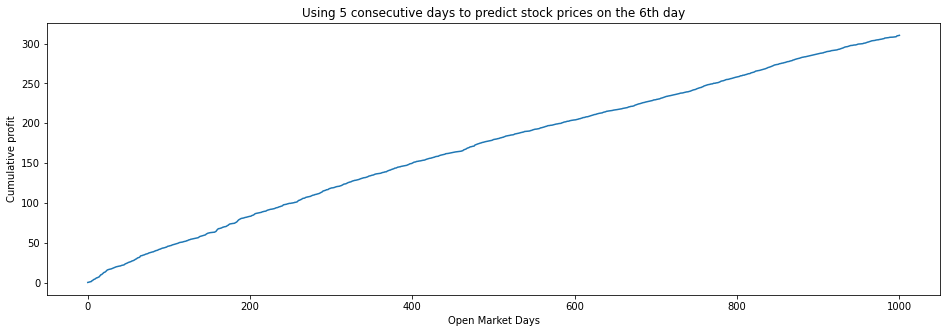 Using 5 consecutive days to predict stock prices on the 6th day
300
250
200
150
100
50
0
Cumulative profit
0 200 400 600 800 1000
Open Market Days